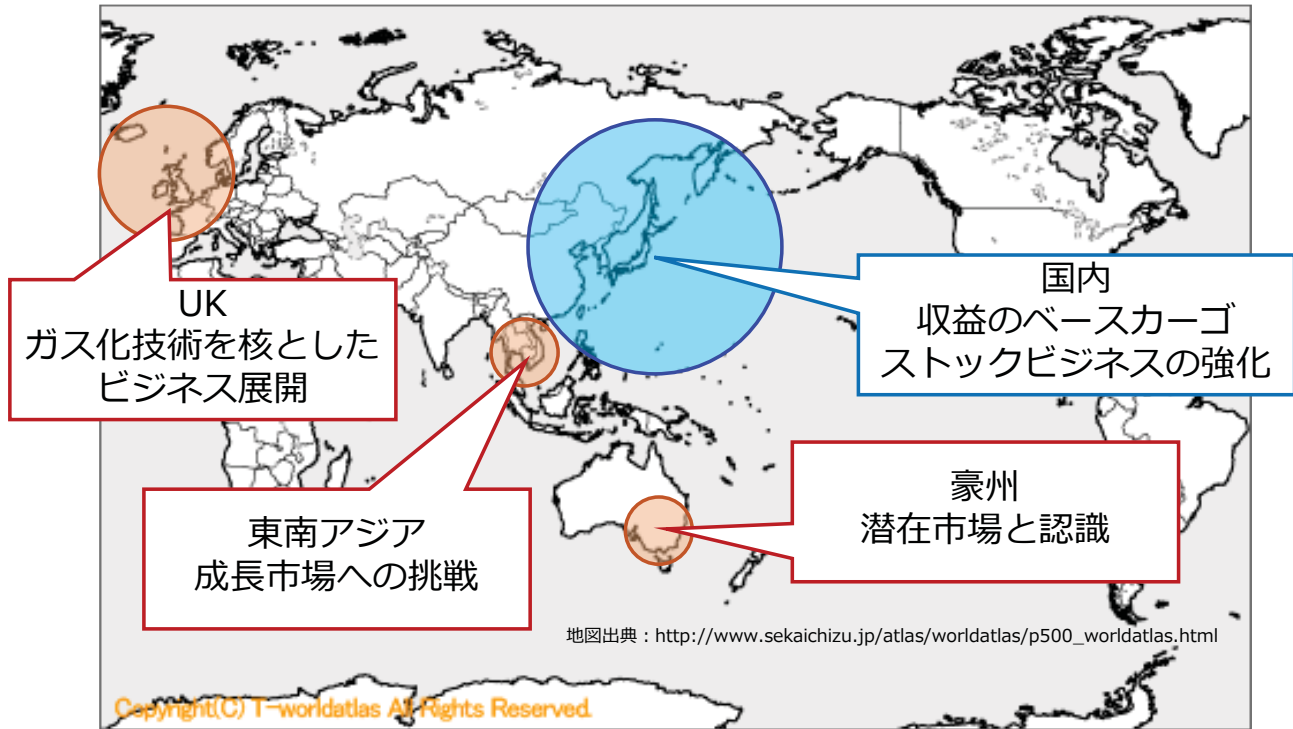 UK
ガス化技術を核とした
ビジネス展開
国内
収益のベースカーゴ
ストックビジネスの強化
東南アジア
成長市場への挑戦
豪州
潜在市場と認識
地図出典：http://www.sekaichizu.jp/atlas/worldatlas/p500_worldatlas.html
Copyright(C) T-worldatlas All Rights Reserved.